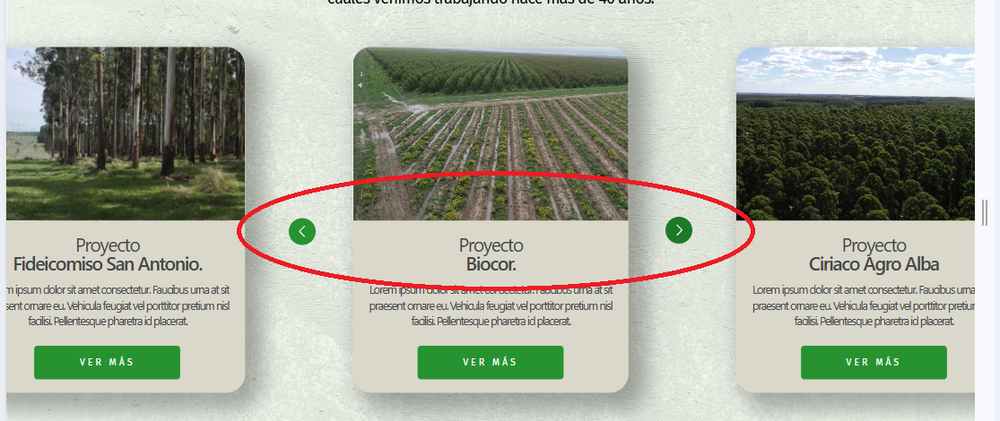 cuales venimos trabajando hace más de 40 años.
Proyecto
Fideicomiso San Antonio.
m ipsum dolor sit amet consectetur. Faucibus urna at sit
sent ornare eu. Vehicula feugiat vel porttitor pretium nisl
facilisi. Pellentesque pharetra id placerat.
VER MÁS
Proyecto
Biocor.
Lorem ipsum dolor sit amet consectetur. Faucibus urna at sit
praesent ornare eu. Vehicula feugiat vel porttitor pretium nisl
facilisi. Pellentesque pharetra id placerat.
VER MÁS
Proyecto
Ciriaco Agro Alba
Lorem ipsum dolor sit amet consectetur. Faucibus urna
praesent ornare eu. Vehicula feugiat vel porttitor pretiu
facilisi. Pellentesque pharetra id placerat.
VER MÁS